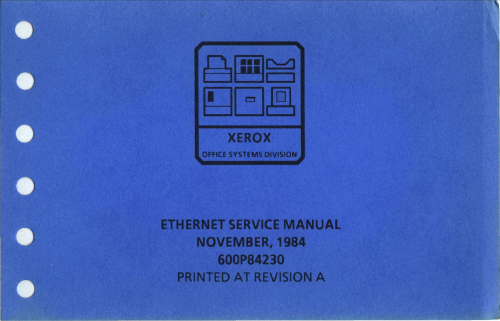 XEROX
OFFICE SYSTEMS DIVISION
ETHERNET SERVICE MANUAL
NOVEMBER, 1984
600P84230
PRINTED AT REVISION A